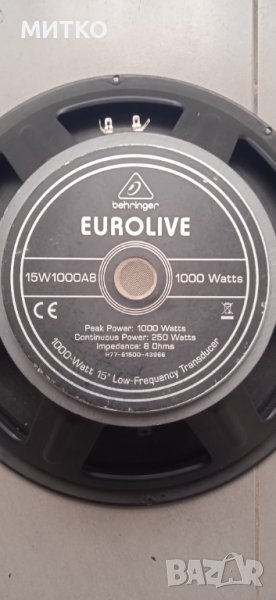 МИТКО
behringer
EUROLIVE
15W1000A8 1000 Watts
CE
Peak Power: 1000 Watts
Continuous Power: 250 Watts
Impedance: 8 Ohms
H77-61500-43966
1000-Watt 15" Low-Frequency Transducer
BAZAR